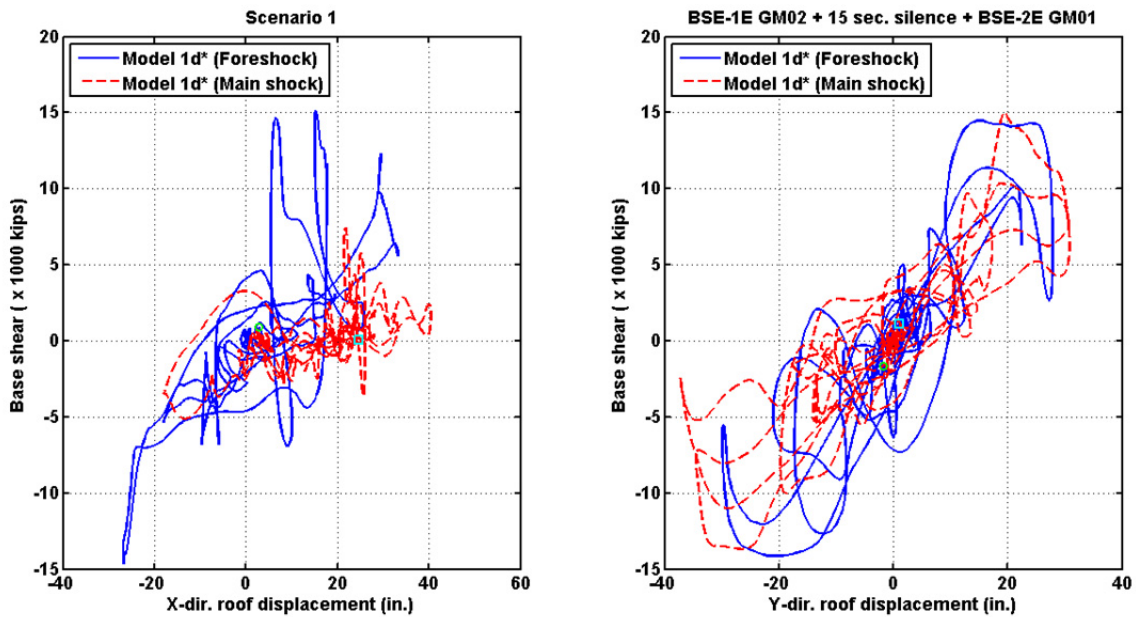 Scenario 1
20
15
10
5
0
-5
-10
-15
Base shear ( x 1000 kips)
Model 1d* (Foreshock)
Model 1d* (Main shock)
-40
-20
0
20
40
60
X-dir. roof displacement (in.)
BSE-1E GM02 + 15 sec. silence + BSE-2E GM01
20
15
10
5
0
-5
-10
-15
Base shear ( x 1000 kips)
Model 1d* (Foreshock)
Model 1d* (Main shock)
-40
-20
0
20
40
Y-dir. roof displacement (in.)